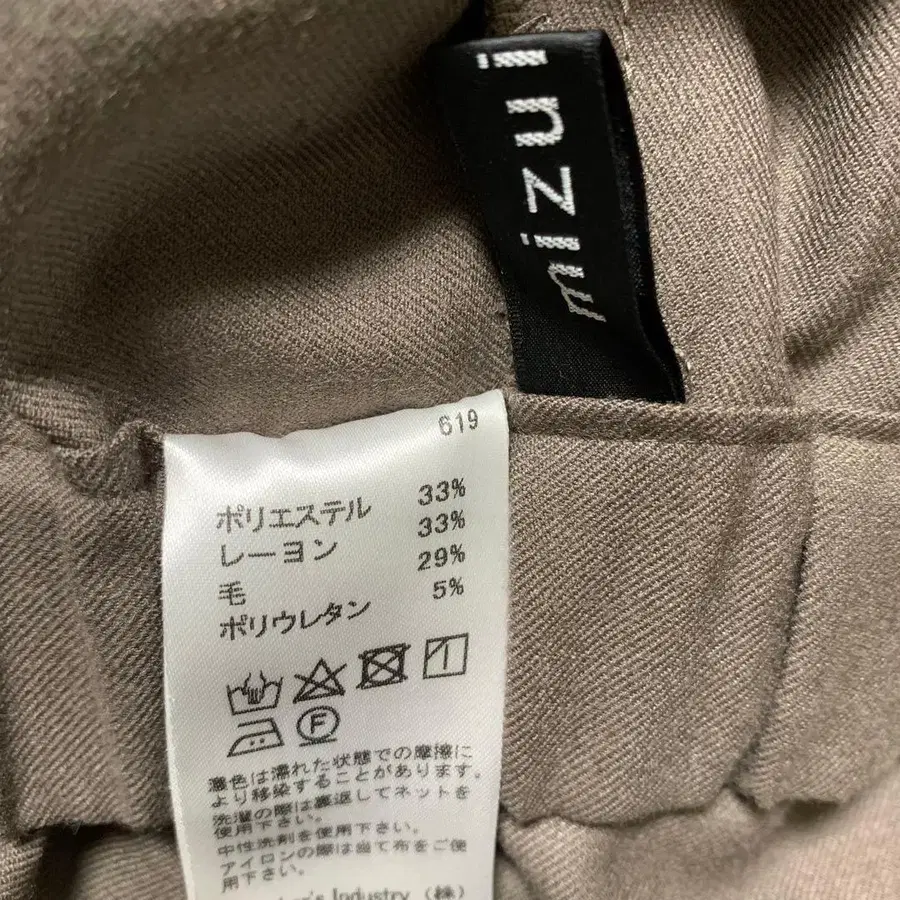 mizui
619
ポリエステル 33%
レーヨン 33%
毛 29%
ポリウレタン 5%
F
濃色は濡れた状態での摩擦に
より移染することがあります。
洗濯の際は裏返してネットを
使用下さい。
中性洗剤を使用下さい。
アイロンの際は当て布をご使
用下さい。
Industry (株)